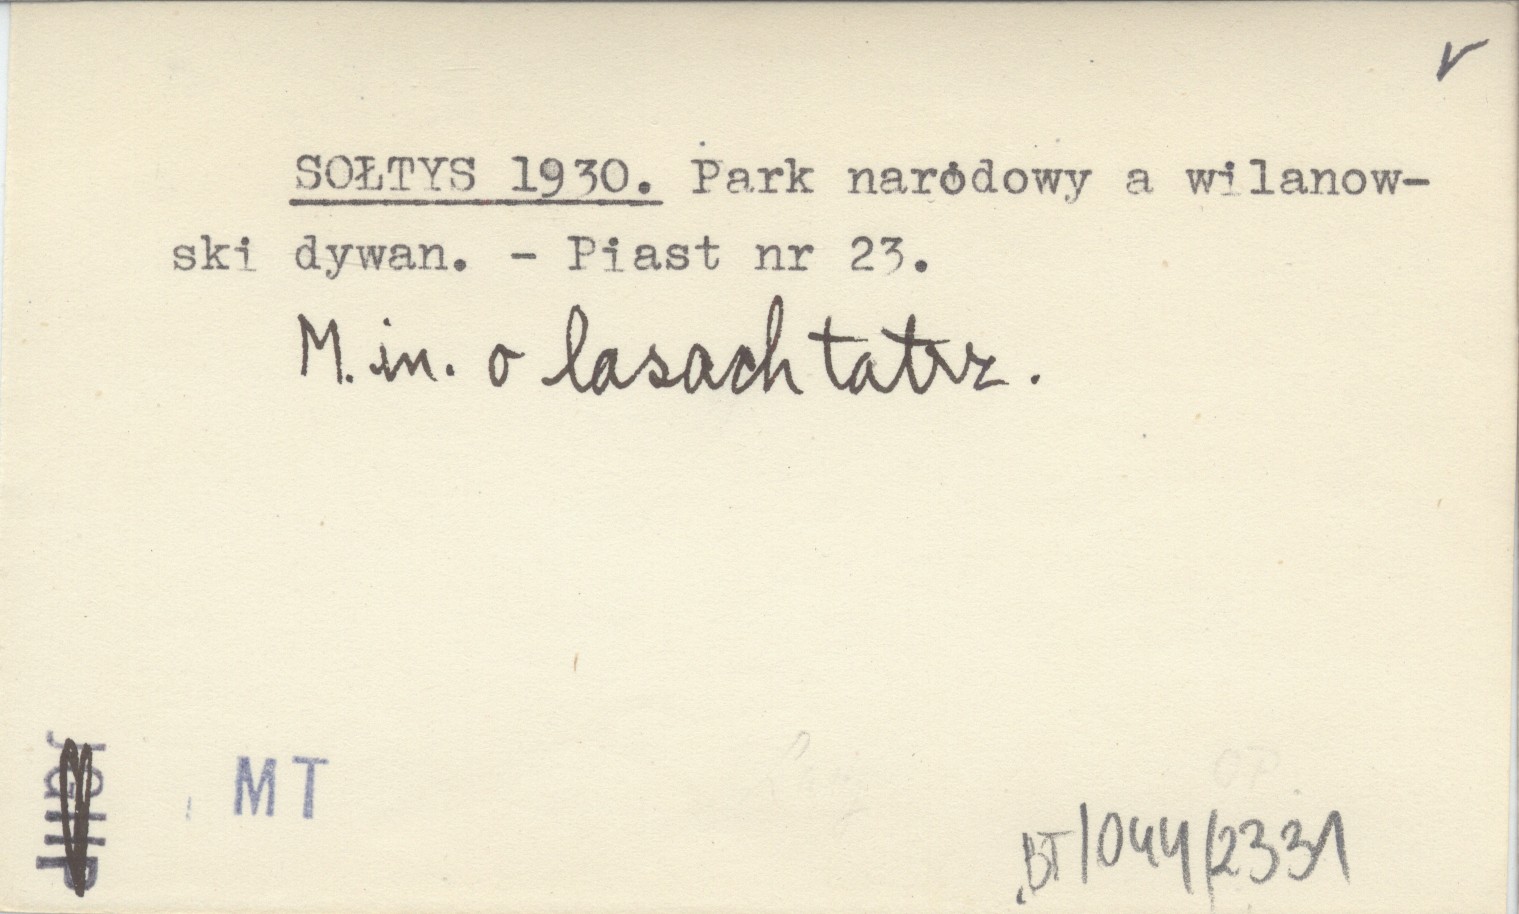 SOŁTYS 1930. Park narodowy a wilanow-
ski dywan. - Piast nr 23.
M. in. o lasach tatrz.
MT
BT/044/2331